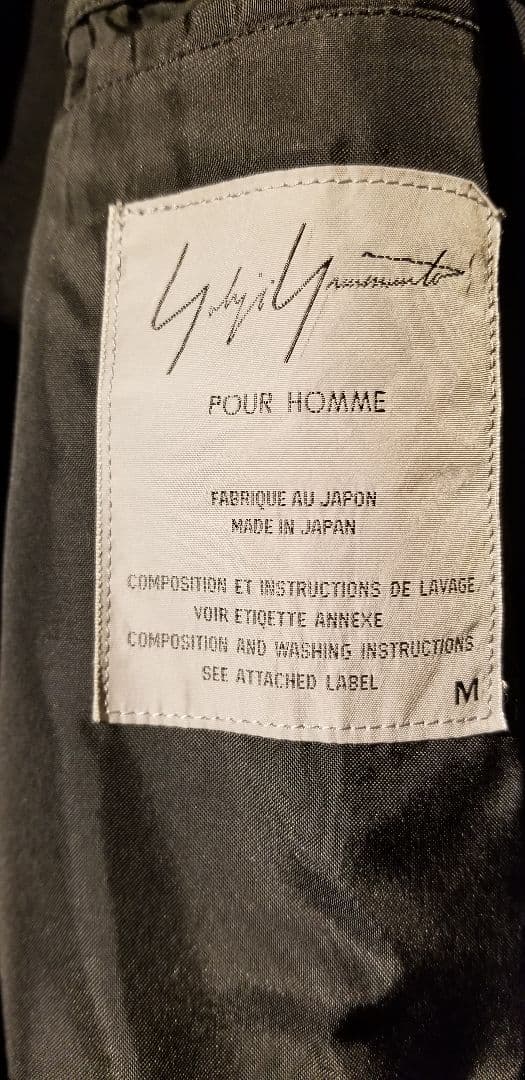 Yohji Yamamoto
POUR HOMME
FABRIQUE AU JAPON
MADE IN JAPAN
COMPOSITION ET INSTRUCTIONS DE LAVAGE
VOIR ETIQETTE ANNEXE
COMPOSITION AND WASHING INSTRUCTIONS
SEE ATTACHED LABEL
M